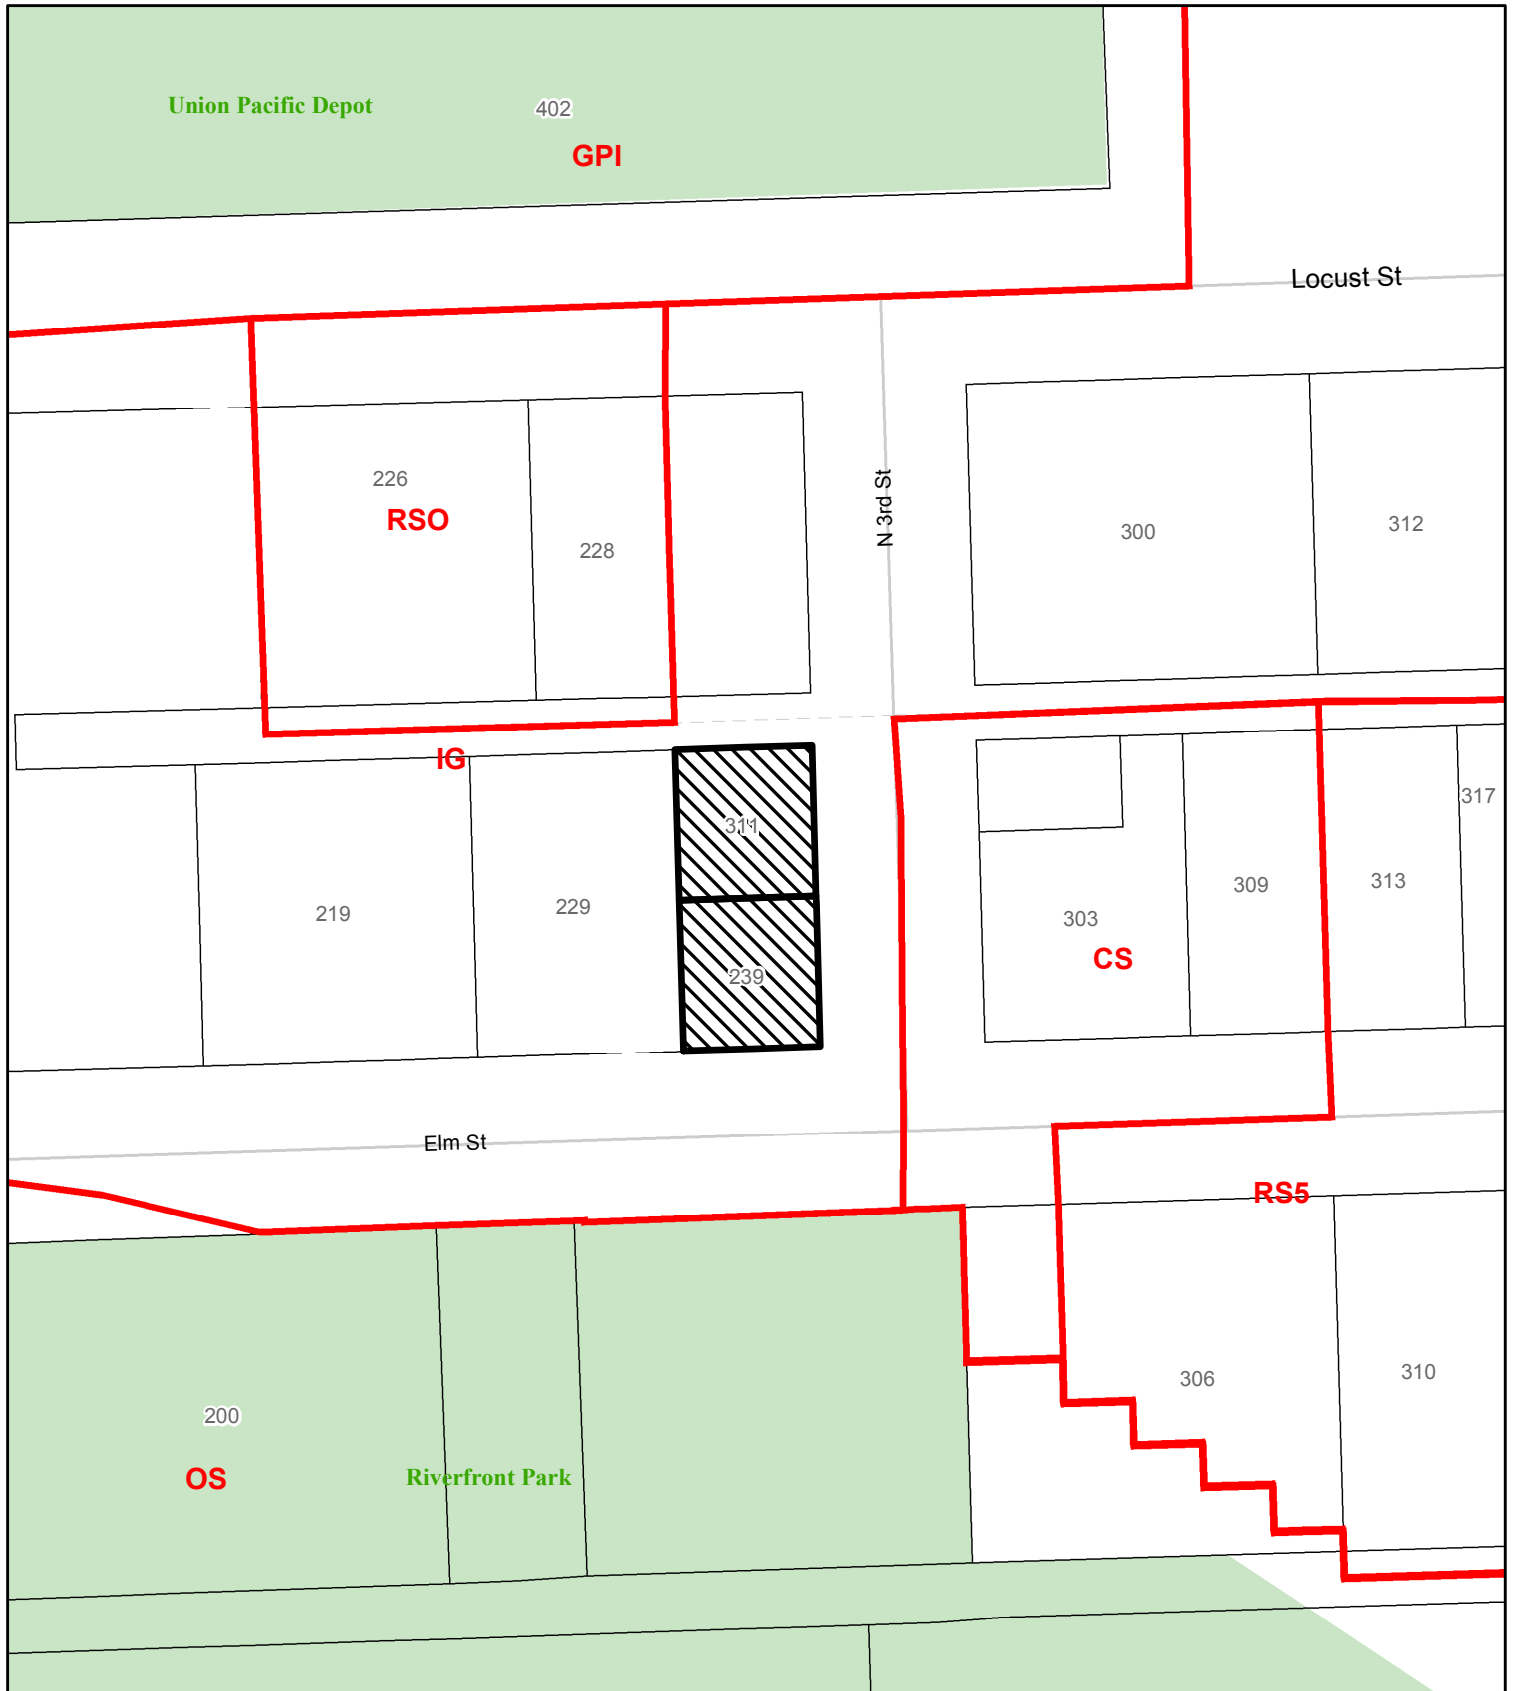 Union Pacific Depot
402
GPI
Locust St
226
RSO
228
N 3rd St
300
312
IG
311
317
219
229
239
303
309
313
CS
Elm St
RS5
306
310
200
OS
Riverfront Park